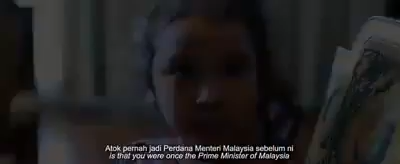 Atok pernah jadi Perdana Menteri Malaysia sebelum ni
is that you were once the Prime Minister of Malaysia